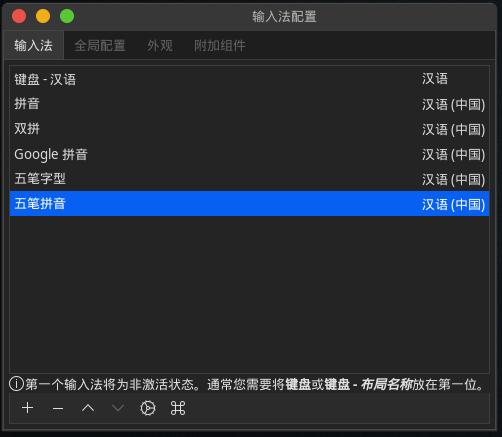 输入法配置
输入法 全局配置 外观 附加组件
键盘 - 汉语 汉语
拼音 汉语 (中国)
双拼 汉语 (中国)
Google 拼音 汉语 (中国)
五笔字型 汉语 (中国)
五笔拼音 汉语 (中国)
第一个输入法将为非激活状态。通常您需要将键盘或键盘 - 布局名称放在第一位。